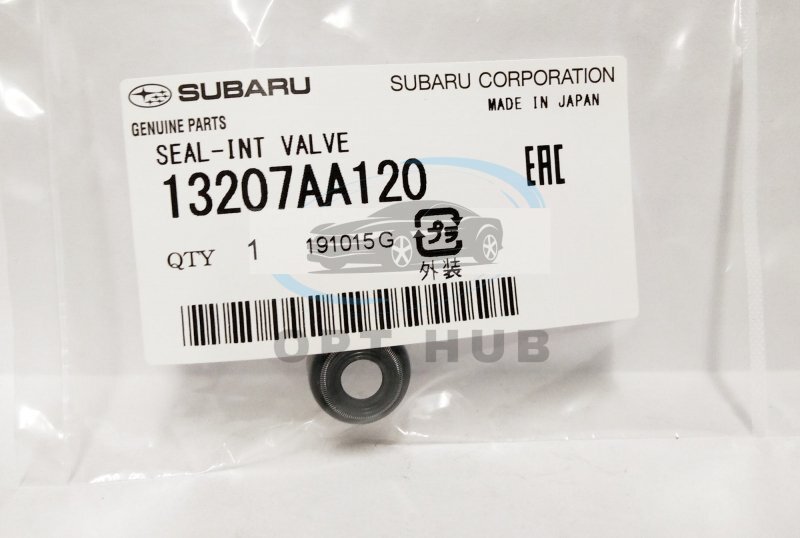 SUBARU
SUBARU CORPORATION
MADE IN JAPAN
GENUINE PARTS
SEAL-INT VALVE
13207AA120
EAC
QTY 1 191015G
プラ
外装
OPT HUB